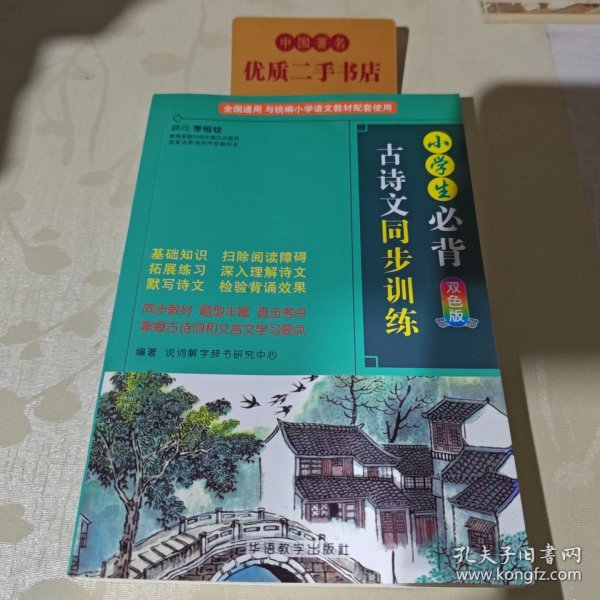 中国著名
优质二手书店
全国通用 与统编小学语文教材配套使用
顾问 李恒铨
小学生必背
古诗文同步训练
双色版
基础知识 扫除阅读障碍
拓展练习 深入理解诗文
默写诗文 检验背诵效果
同步教材 题型丰富 直击考点
掌握古诗词和文言文学习要点
编著 说词解字辞书研究中心
华语教学出版社
孔夫子旧书网
www.kongfz.com